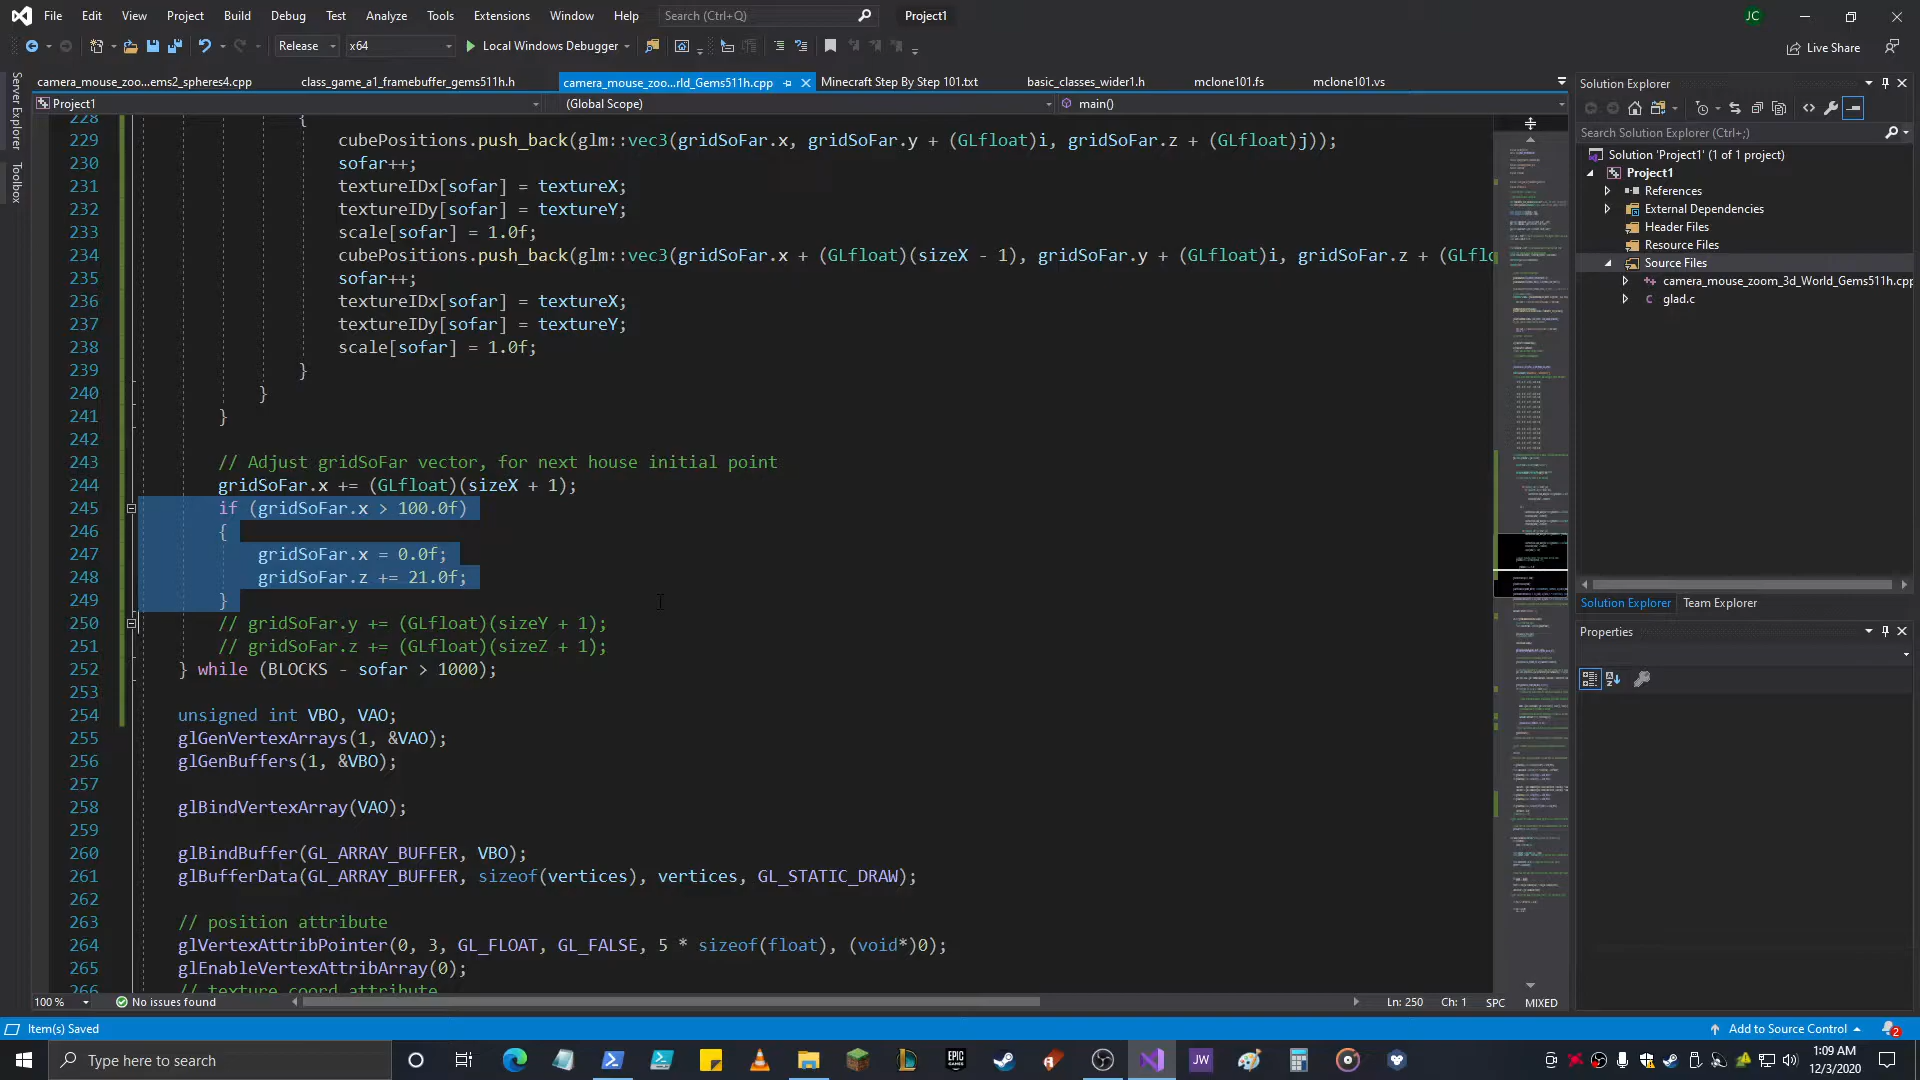 File Edit View Project Build Debug Test Analyze Tools Extensions Window Help Search (Ctrl+Q) Project1 JC
Release x64 Local Windows Debugger Live Share
camera_mouse_zoo...ems2_spheres4.cpp class_game_a1_framebuffer_gems511h.h camera_mouse_zoo...rld_Gems511h.cpp Minecraft Step By Step 101.txt basic_classes_wider1.h mclone101.fs mclone101.vs
Project1 (Global Scope) main()
Server Explorer
Toolbox
228 {
229 cubePositions.push_back(glm::vec3(gridSoFar.x, gridSoFar.y + (GLfloat)i, gridSoFar.z + (GLfloat)j));
230 sofar++;
231 textureIDx[sofar] = textureX;
232 textureIDy[sofar] = textureY;
233 scale[sofar] = 1.0f;
234 cubePositions.push_back(glm::vec3(gridSoFar.x + (GLfloat)(sizeX - 1), gridSoFar.y + (GLfloat)i, gridSoFar.z + (GLflo
235 sofar++;
236 textureIDx[sofar] = textureX;
237 textureIDy[sofar] = textureY;
238 scale[sofar] = 1.0f;
239 }
240 }
241 }
242
243 // Adjust gridSoFar vector, for next house initial point
244 gridSoFar.x += (GLfloat)(sizeX + 1);
245 if (gridSoFar.x > 100.0f)
246 {
247 gridSoFar.x = 0.0f;
248 gridSoFar.z += 21.0f;
249 }
250 // gridSoFar.y += (GLfloat)(sizeY + 1);
251 // gridSoFar.z += (GLfloat)(sizeZ + 1);
252 } while (BLOCKS - sofar > 1000);
253
254 unsigned int VBO, VAO;
255 glGenVertexArrays(1, &VAO);
256 glGenBuffers(1, &VBO);
257
258 glBindVertexArray(VAO);
259
260 glBindBuffer(GL_ARRAY_BUFFER, VBO);
261 glBufferData(GL_ARRAY_BUFFER, sizeof(vertices), vertices, GL_STATIC_DRAW);
262
263 // position attribute
264 glVertexAttribPointer(0, 3, GL_FLOAT, GL_FALSE, 5 * sizeof(float), (void*)0);
265 glEnableVertexAttribArray(0);
266 // texture coord attribute
100 % No issues found Ln: 250 Ch: 1 SPC MIXED
Solution Explorer
Search Solution Explorer (Ctrl+;)
Solution 'Project1' (1 of 1 project)
Project1
References
External Dependencies
Header Files
Resource Files
Source Files
camera_mouse_zoom_3d_World_Gems511h.cpp
glad.c
Solution Explorer Team Explorer
Properties
Item(s) Saved Add to Source Control 2
Type here to search EPIC GAMES JW 1:09 AM
12/3/2020